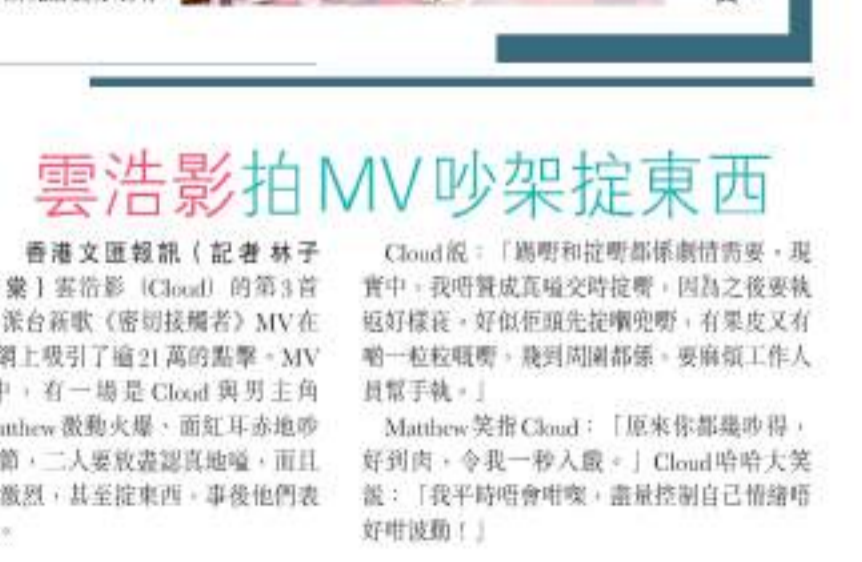 雲浩影拍MV吵架掟東西
香港文匯報訊（記者 林子
棠）雲浩影（Cloud）的第3首
派台新歌《密切接觸者》MV在
網上吸引了逾21萬的點擊。MV
中，有一場是Cloud與男主角
atthew激動火爆、面紅耳赤地吵
節，二人要放盡認真地嗌，而且
激烈，甚至掟東西。事後他們表
。
Cloud説：「踢嘢和掟嘢都係劇情需要。現
實中，我唔贊成真嗌交時掟嘢，因為之後要執
返好樣衰。好似佢頭先掟嗰兜嘢，有果皮又有
啲一粒粒嘅嘢，幾到周圍都係。要麻煩工作人
員幫手執。」
Matthew笑指Cloud：「原來你都幾吵得，
好到肉，令我一秒入戲。」Cloud哈哈大笑
説：「我平時唔會咁㗎，盡量控制自己情緒唔
好咁波動！」